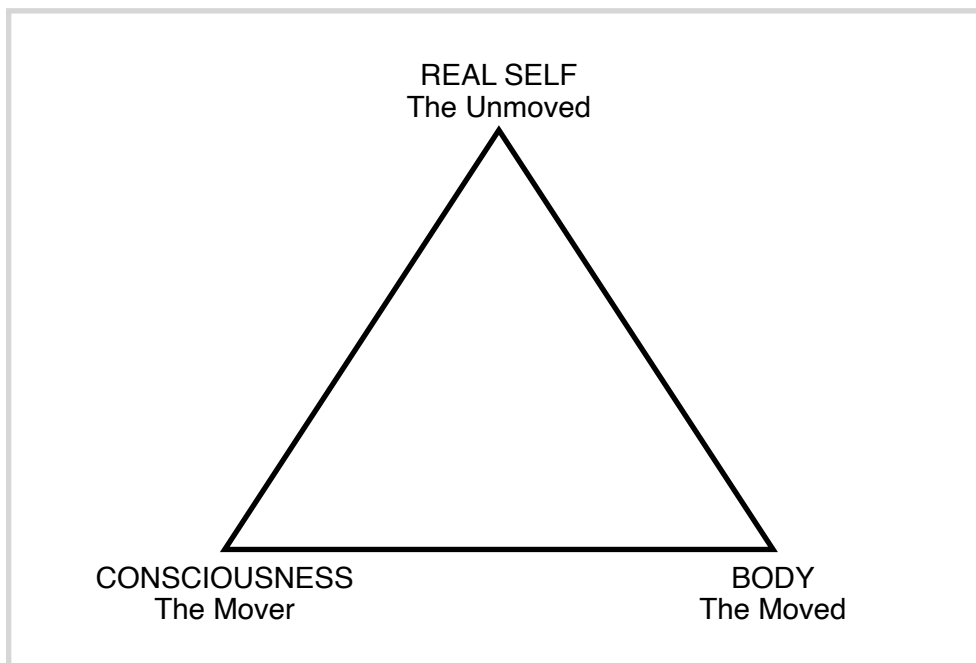 REAL SELF
The Unmoved
CONSCIOUSNESS
The Mover
BODY
The Moved